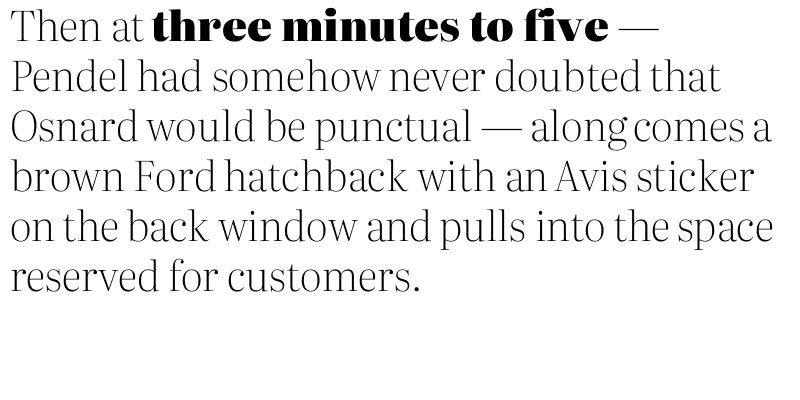 Then at three minutes to five —
Pendel had somehow never doubted that
Osnard would be punctual — along comes a
brown Ford hatchback with an Avis sticker
on the back window and pulls into the space
reserved for customers.